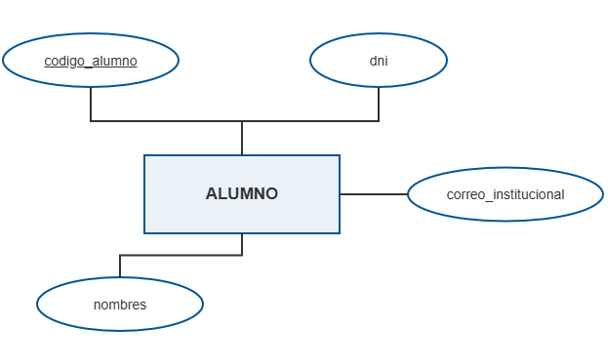 codigo_alumno
dni
ALUMNO
correo_institucional
nombres